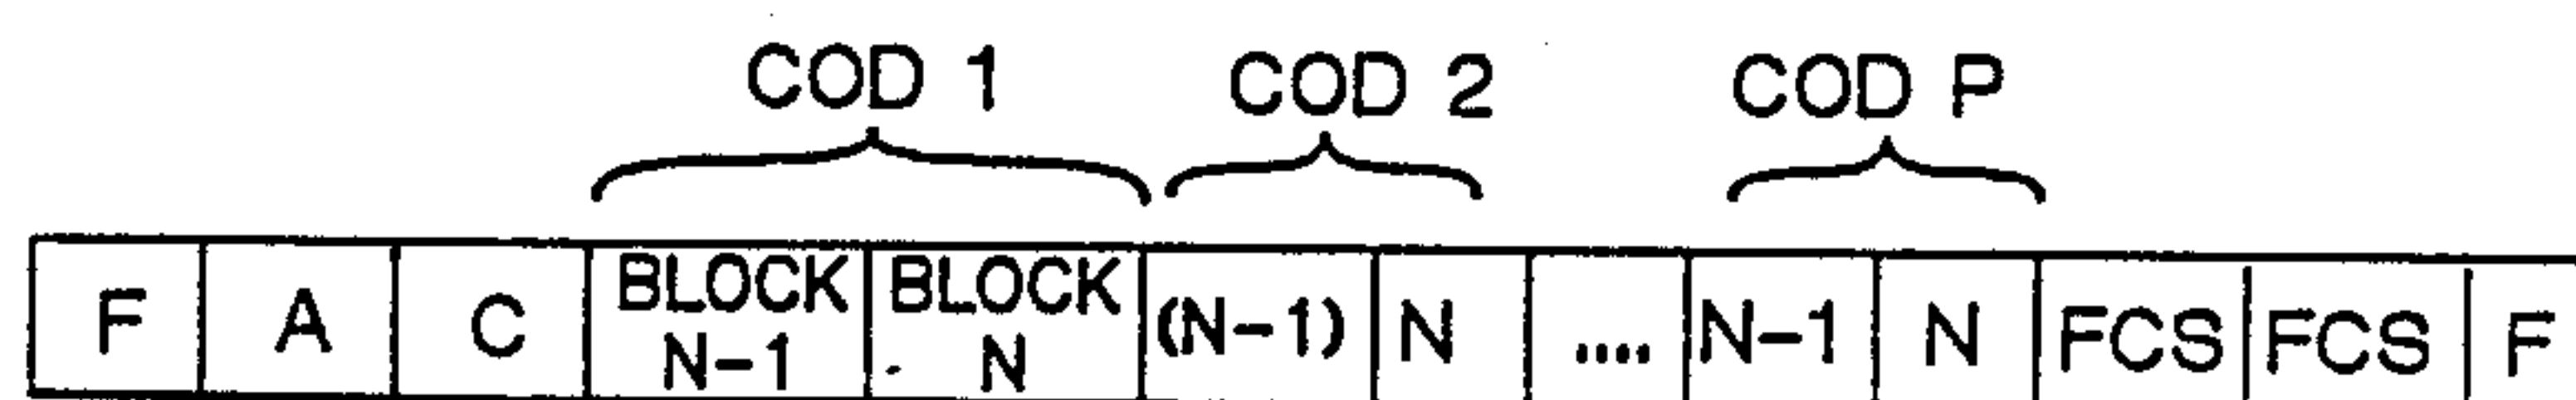 COD 1 COD 2 COD P
F A C BLOCK N-1 BLOCK N (N-1) N .... N-1 N FCS FCS F